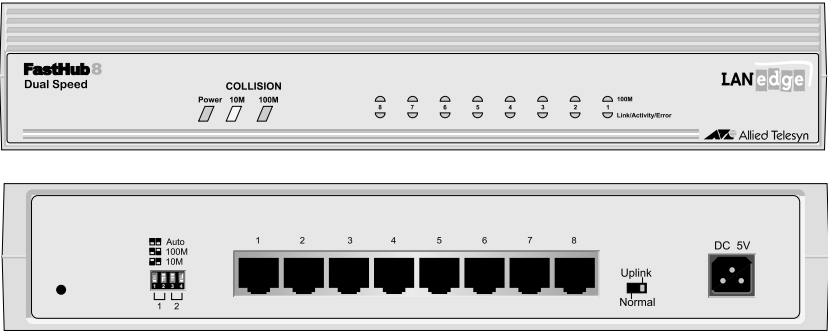 FastHub 8
Dual Speed
LANedge
COLLISION
Power 10M 100M
8 7 6 5 4 3 2 1
100M
Link/Activity/Error
Allied Telesyn
Auto
100M
10M
1 2 3 4
1 2
1 2 3 4 5 6 7 8
Uplink
Normal
DC 5V